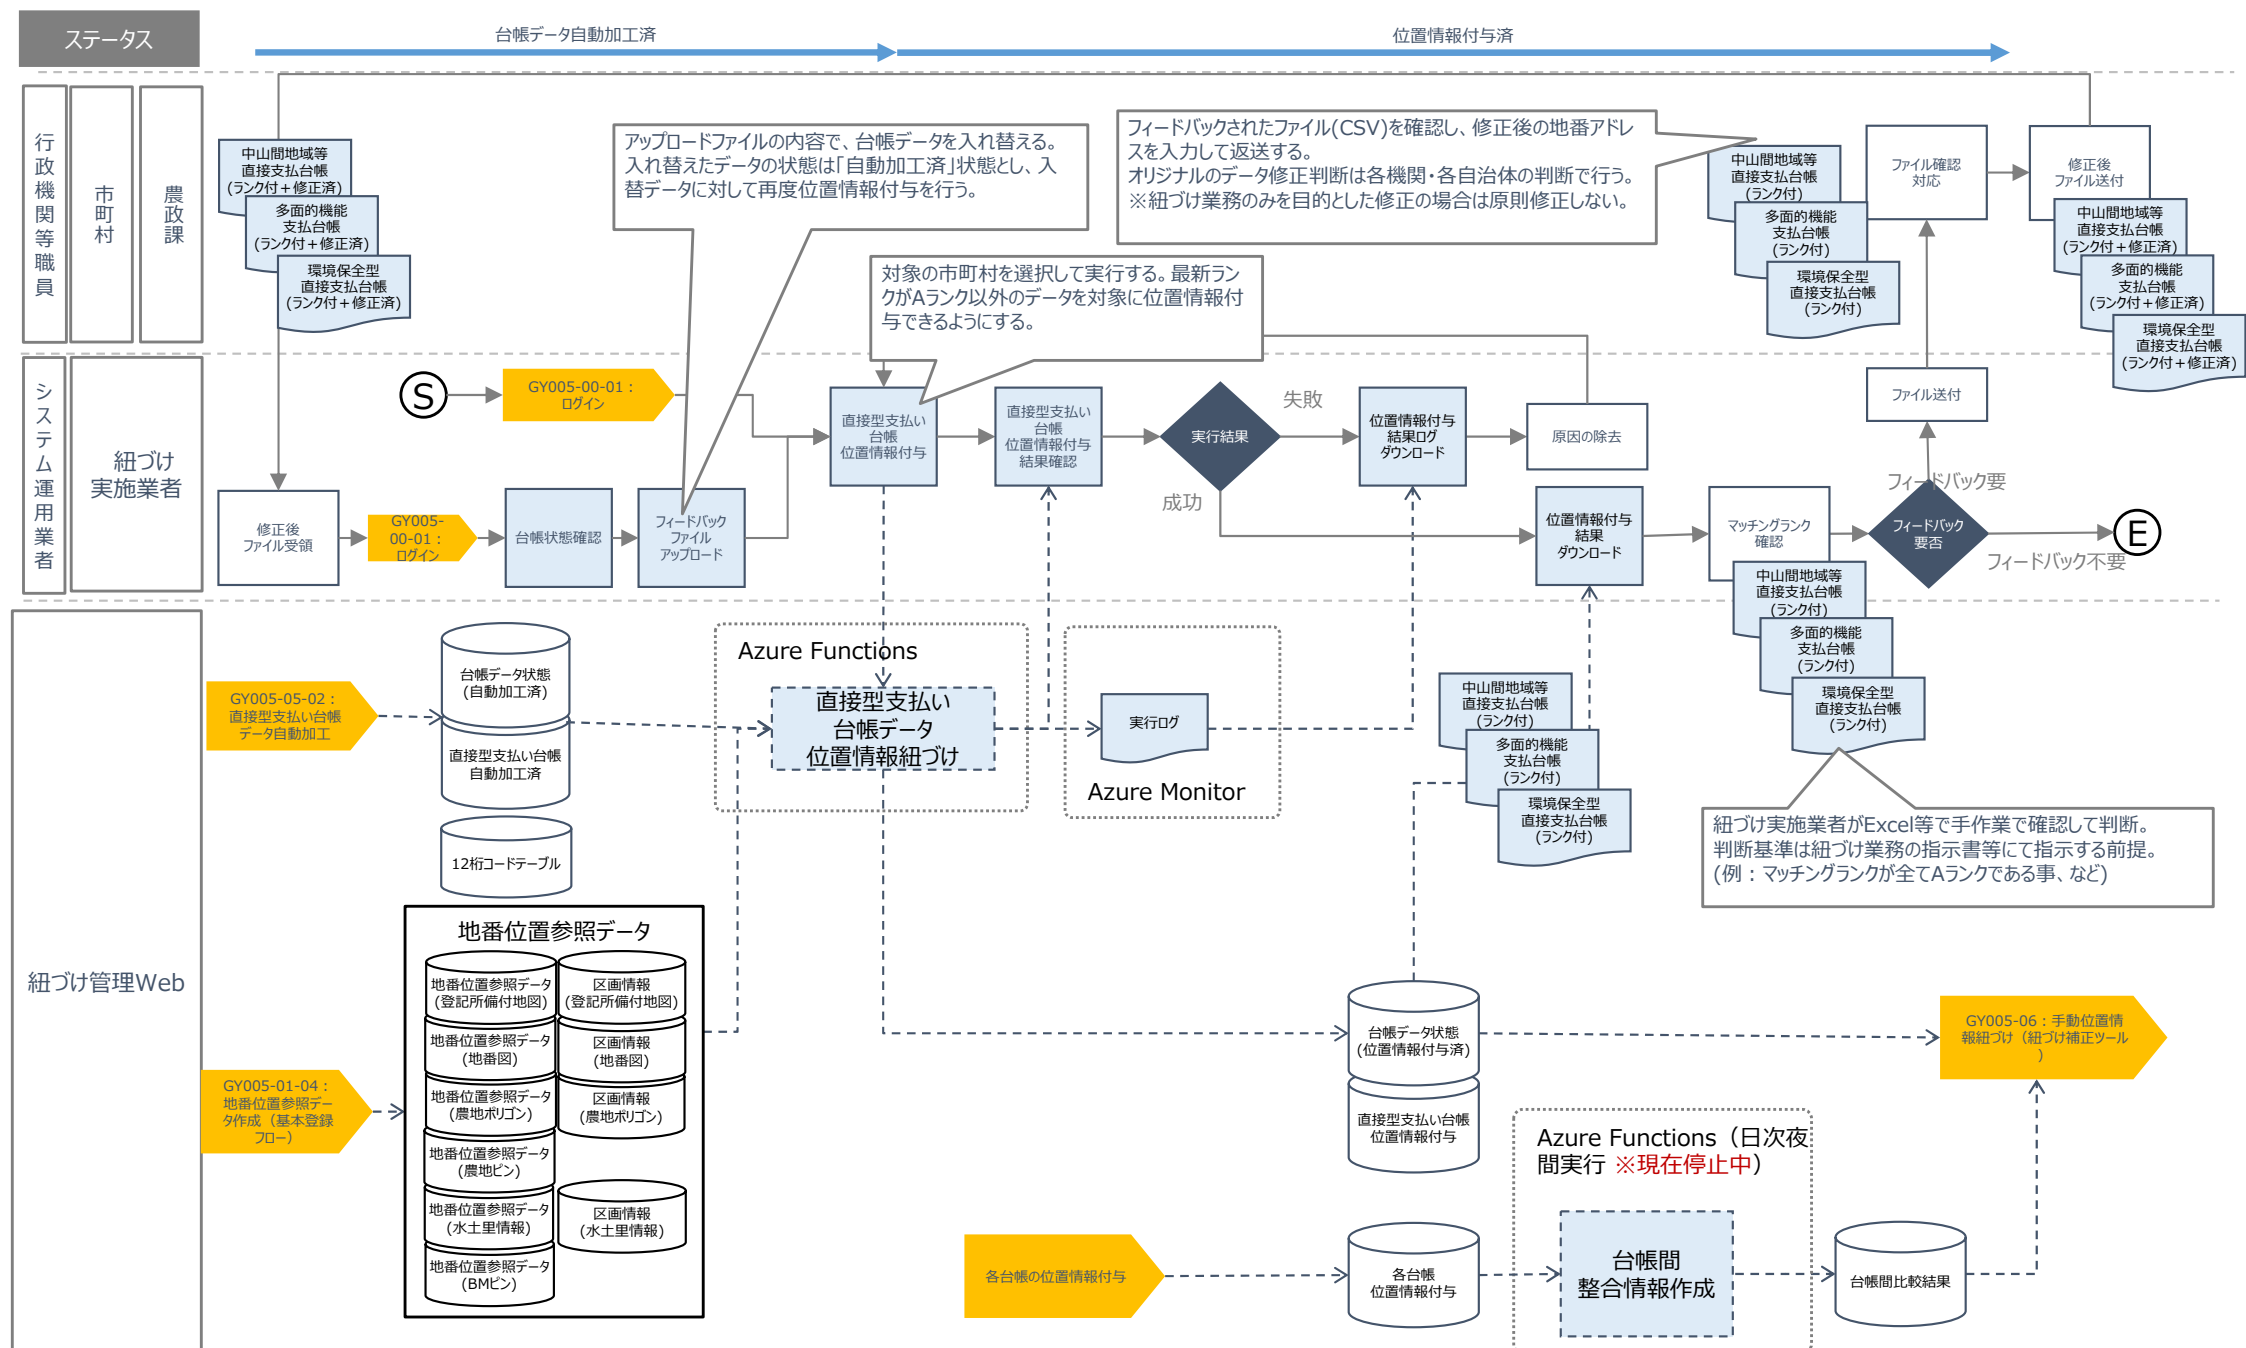 ステータス
台帳データ自動加工済
位置情報付与済
行政機関等職員
市町村
農政課
中山間地域等
直接支払台帳
(ランク付+修正済)
多面的機能
支払台帳
(ランク付+修正済)
環境保全型
直接支払台帳
(ランク付+修正済)
アップロードファイルの内容で、台帳データを入れ替える。
入れ替えたデータの状態は「自動加工済」状態とし、入
替データに対して再度位置情報付与を行う。
対象の市町村を選択して実行する。最新ラン
クがAランク以外のデータを対象に位置情報付
与できるようにする。
フィードバックされたファイル(CSV)を確認し、修正後の地番アドレ
スを入力して返送する。
オリジナルのデータ修正判断は各機関・各自治体の判断で行う。
※紐づけ業務のみを目的とした修正の場合は原則修正しない。
中山間地域等
直接支払台帳
(ランク付)
多面的機能
支払台帳
(ランク付)
環境保全型
直接支払台帳
(ランク付)
ファイル確認
対応
修正後
ファイル送付
中山間地域等
直接支払台帳
(ランク付+修正済)
多面的機能
支払台帳
(ランク付+修正済)
環境保全型
直接支払台帳
(ランク付+修正済)
システム運用業者
紐づけ
実施業者
S
GY005-00-01:
ログイン
直接型支払い
台帳
位置情報付与
直接型支払い
台帳
位置情報付与
結果確認
実行結果
失敗
成功
位置情報付与
結果ログ
ダウンロード
原因の除去
ファイル送付
修正後
ファイル受領
GY005-
00-01:
ログイン
台帳状態確認
フィードバック
ファイル
アップロード
位置情報付与
結果
ダウンロード
マッチングランク
確認
フィードバック
要否
フィードバック要
フィードバック不要
E
中山間地域等
直接支払台帳
(ランク付)
多面的機能
支払台帳
(ランク付)
環境保全型
直接支払台帳
(ランク付)
紐づけ管理Web
GY005-05-02:
直接型支払い台帳
データ自動加工
台帳データ状態
(自動加工済)
直接型支払い台帳
自動加工済
12桁コードテーブル
Azure Functions
直接型支払い
台帳データ
位置情報紐づけ
実行ログ
Azure Monitor
中山間地域等
直接支払台帳
(ランク付)
多面的機能
支払台帳
(ランク付)
環境保全型
直接支払台帳
(ランク付)
紐づけ実施業者がExcel等で手作業で確認して判断。
判断基準は紐づけ業務の指示書等にて指示する前提。
(例:マッチングランクが全てAランクである事、など)
地番位置参照データ
地番位置参照データ
(登記所備付地図)
区画情報
(登記所備付地図)
地番位置参照データ
(地番図)
区画情報
(地番図)
地番位置参照データ
(農地ポリゴン)
区画情報
(農地ポリゴン)
地番位置参照データ
(農地ピン)
地番位置参照データ
(水土里情報)
区画情報
(水土里情報)
地番位置参照データ
(BMピン)
GY005-01-04:
地番位置参照デー
タ作成(基本登録
フロー)
台帳データ状態
(位置情報付与済)
直接型支払い台帳
位置情報付与
GY005-06:手動位置情
報紐づけ(紐づけ補正ツール
)
Azure Functions(日次夜
間実行 ※現在停止中)
各台帳の位置情報付与
各台帳
位置情報付与
台帳間
整合情報作成
台帳間比較結果